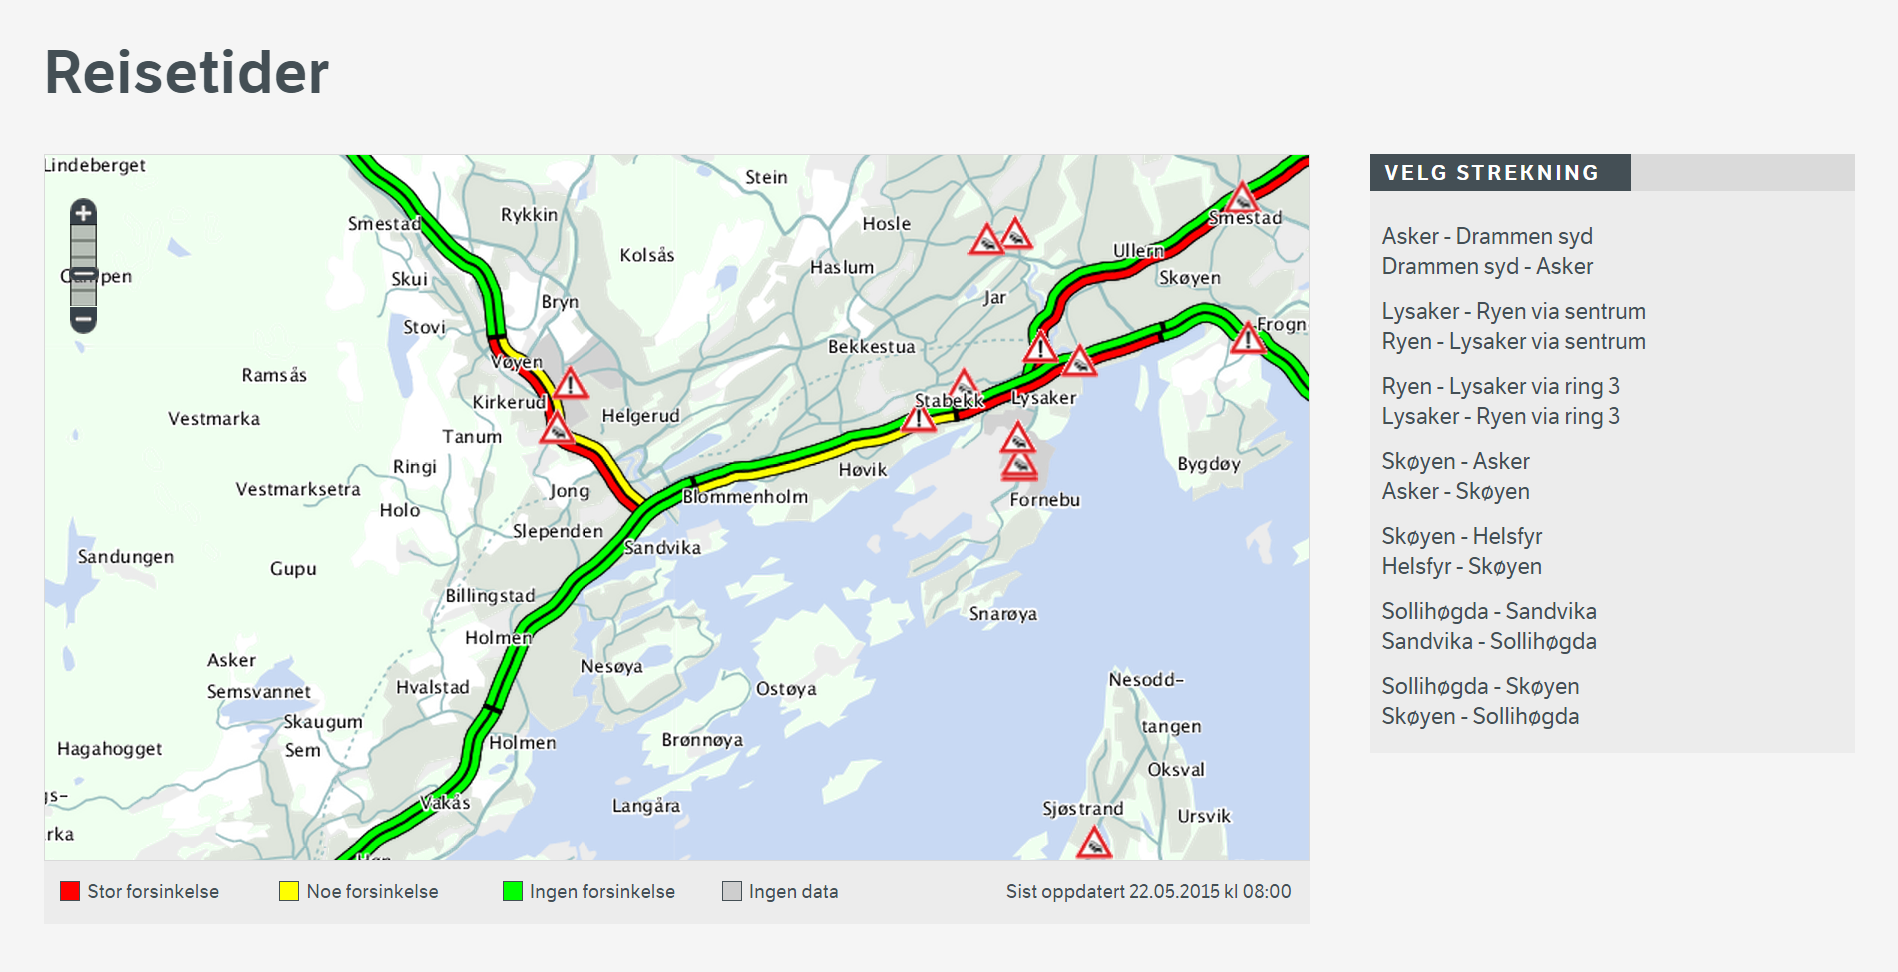 Reisetider
Lindeberget
Stein
Rykkin
Smestad
Hosle
Smestad
Kolsås
Ullern
Haslum
Skui
Skøyen
Bryn
Jar
Stovi
Frogn
Bekkestua
Vøyen
Ramsås
Kirkerud
Stabekk
Lysaker
Vestmarka
Helgerud
Tanum
Ringi
Høvik
Bygdøy
Vestmarksetra
Jong
Blommenholm
Fornebu
Holo
Slependen
Sandvika
Sandungen
Gupu
Billingstad
Snarøya
Holmen
Asker
Nesøya
Semsvannet
Hvalstad
Ostøya
Nesodd-
tangen
Skaugum
Sem
Hagahogget
Holmen
Brønnøya
Oksval
gs-
rka
Vakås
Langåra
Sjøstrand
Ursvik
Stor forsinkelse
Noe forsinkelse
Ingen forsinkelse
Ingen data
Sist oppdatert 22.05.2015 kl 08:00
VELG STREKNING
Asker - Drammen syd
Drammen syd - Asker
Lysaker - Ryen via sentrum
Ryen - Lysaker via sentrum
Ryen - Lysaker via ring 3
Lysaker - Ryen via ring 3
Skøyen - Asker
Asker - Skøyen
Skøyen - Helsfyr
Helsfyr - Skøyen
Sollihøgda - Sandvika
Sandvika - Sollihøgda
Sollihøgda - Skøyen
Skøyen - Sollihøgda